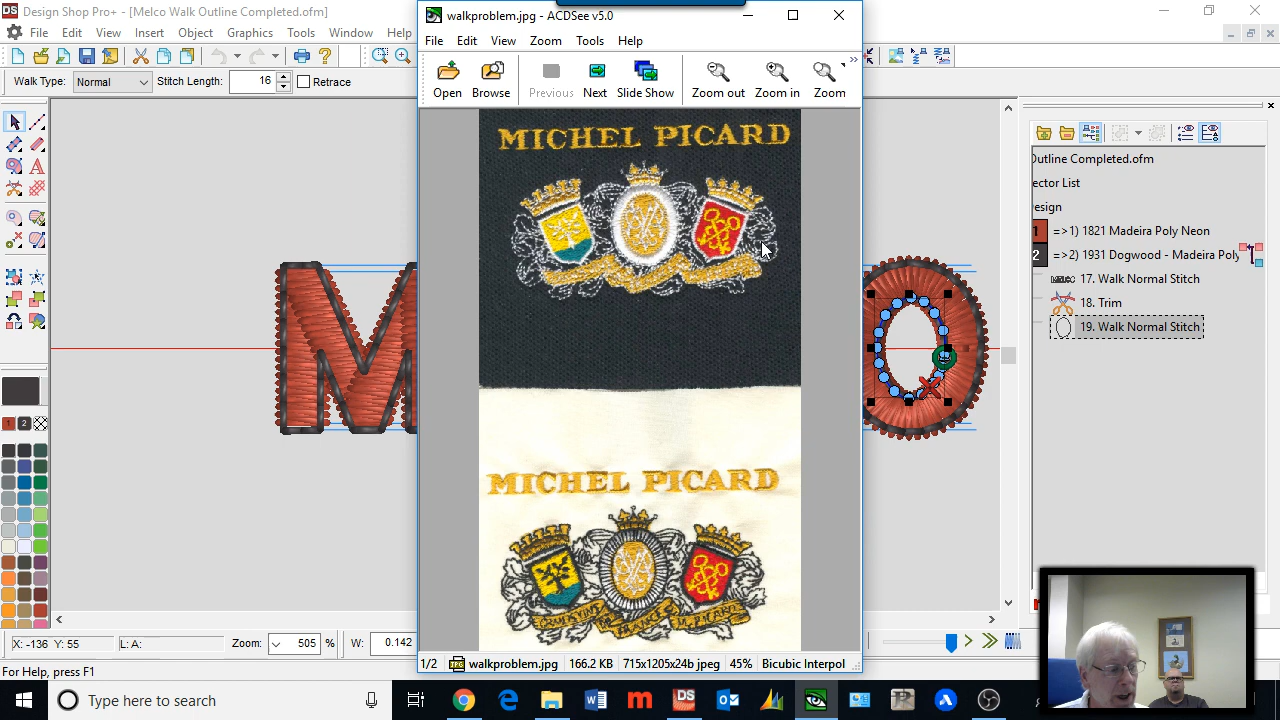 Design Shop Pro+ - [Melco Walk Outline Completed.ofm]
File Edit View Insert Object Graphics Tools Window Help
Walk Type: Normal Stitch Length: 16 Retrace
walkproblem.jpg - ACDSee v5.0
File Edit View Zoom Tools Help
Open Browse Previous Next Slide Show Zoom out Zoom in Zoom
MICHEL PICARD
MICHEL PICARD
Outline Completed.ofm
ector List
esign
1 =>1) 1821 Madeira Poly Neon
2 =>2) 1931 Dogwood - Madeira Poly
17. Walk Normal Stitch
18. Trim
19. Walk Normal Stitch
1 2
X: -136 Y: 55 L: A: Zoom: 505 % W: 0.142
1/2 walkproblem.jpg 166.2 KB 715x1205x24b jpeg 45% Bicubic Interpol
For Help, press F1
Type here to search